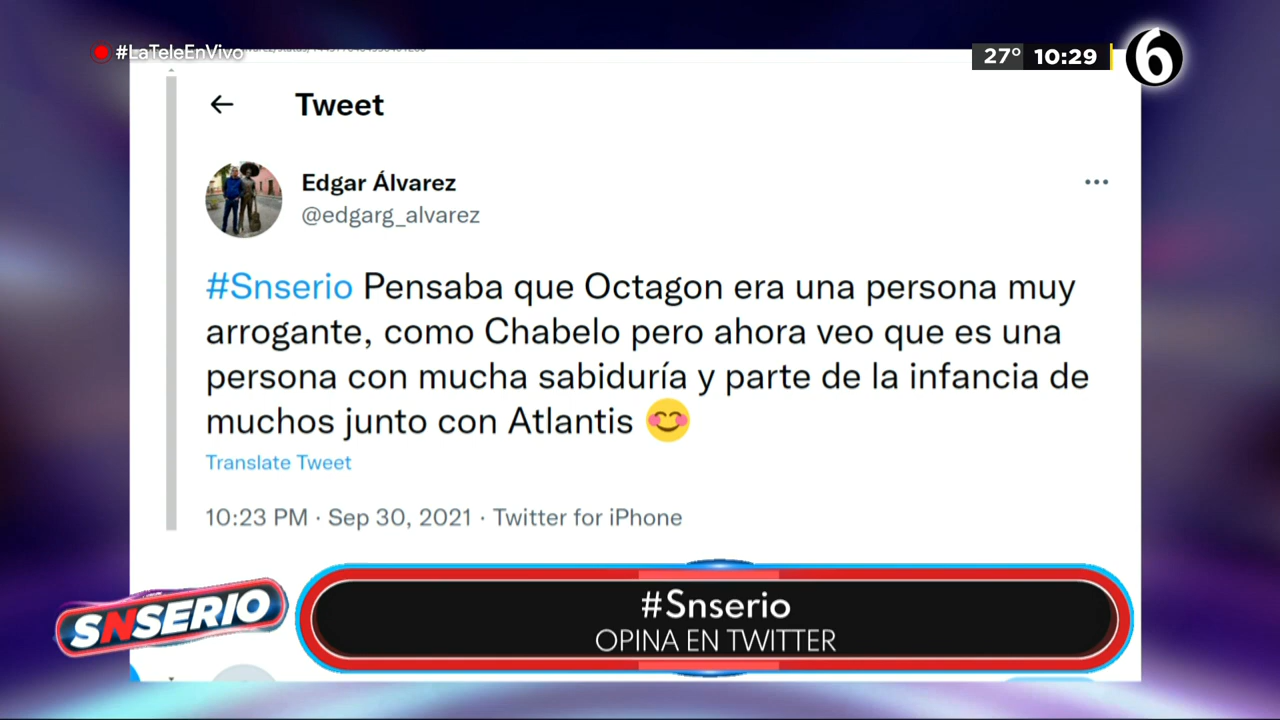 #LaTeleEnVivo
27° 10:29 6
Tweet
Edgar Álvarez
@edgarg_alvarez
#Snserio Pensaba que Octagon era una persona muy
arrogante, como Chabelo pero ahora veo que es una
persona con mucha sabiduría y parte de la infancia de
muchos junto con Atlantis 😊
Translate Tweet
10:23 PM · Sep 30, 2021 · Twitter for iPhone
SNSERIO
#Snserio
OPINA EN TWITTER